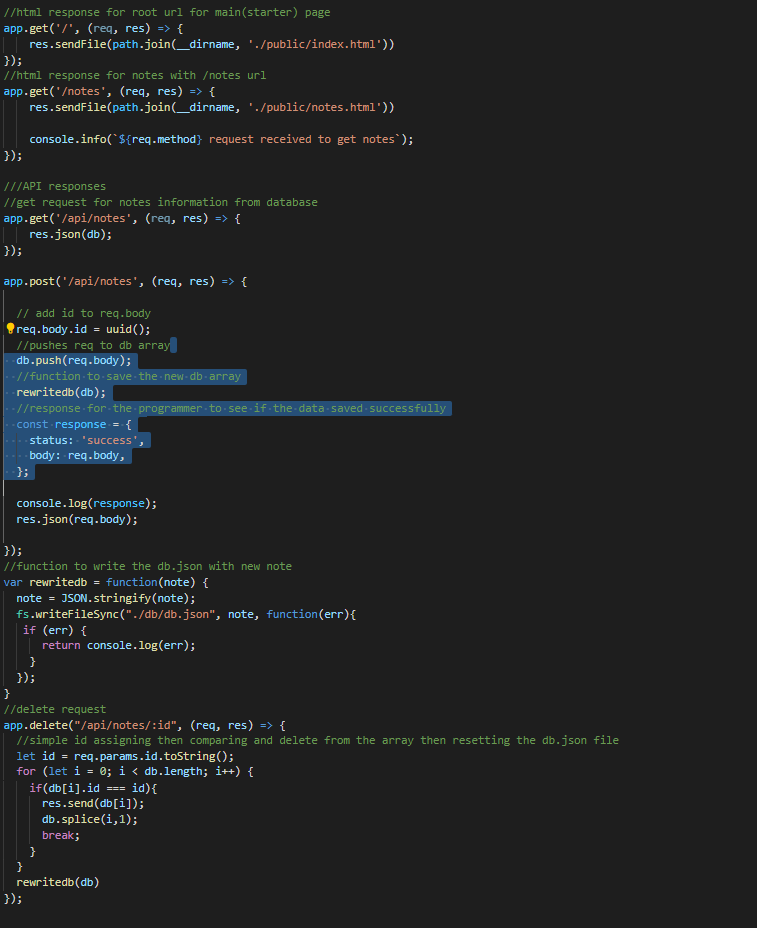 //html response for root url for main(starter) page
app.get('/', (req, res) => {
    res.sendFile(path.join(__dirname, './public/index.html'))
});
//html response for notes with /notes url
app.get('/notes', (req, res) => {
    res.sendFile(path.join(__dirname, './public/notes.html'))

    console.info(`${req.method} request received to get notes`);
});

///API responses
//get request for notes information from database
app.get('/api/notes', (req, res) => {
    res.json(db);
});

app.post('/api/notes', (req, res) => {

  // add id to req.body
  req.body.id = uuid();
  //pushes req to db array
  db.push(req.body);
  //function to save the new db array
  rewritedb(db);
  //response for the programmer to see if the data saved successfully
  const response = {
    status: 'success',
    body: req.body,
  };

  console.log(response);
  res.json(req.body);

});
//function to write the db.json with new note
var rewritedb = function(note) {
  note = JSON.stringify(note);
  fs.writeFileSync("./db/db.json", note, function(err){
   if (err) {
      return console.log(err);
    }
  });
}
//delete request
app.delete("/api/notes/:id", (req, res) => {
  //simple id assigning then comparing and delete from the array then resetting the db.json file
  let id = req.params.id.toString();
  for (let i = 0; i < db.length; i++) {
    if(db[i].id === id){
      res.send(db[i]);
      db.splice(i,1);
      break;
    }
  }
  rewritedb(db)
});